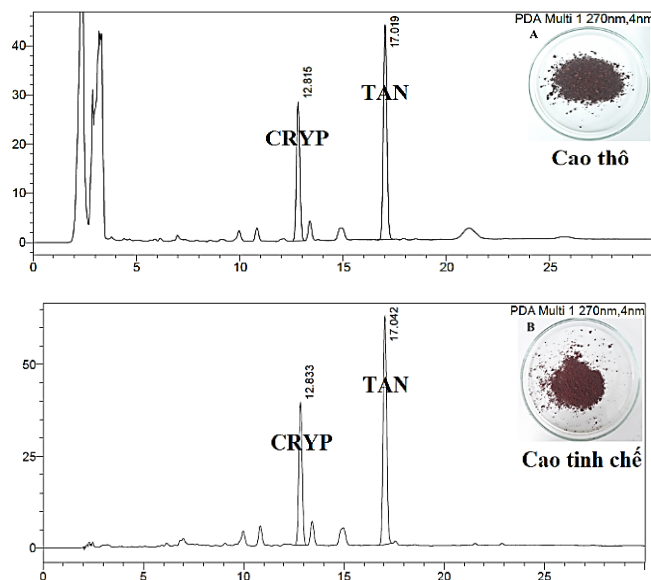 PDA Multi 1 270nm,4nm
A
40
17.019
12.815
30
TAN
CRYP
20
Cao thô
10
0
0 5 10 15 20 25
PDA Multi 1 270nm,4nm
B
17.042
50
12.833
TAN
CRYP
25
Cao tinh chế
0
0 5 10 15 20 25 30